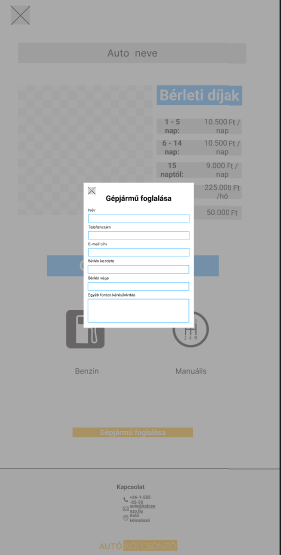 Auto neve
Bérleti díjak
1 - 5 nap:
10.500 Ft / nap
6 - 14 nap:
10.500 Ft / nap
15 naptól:
9.000 Ft / nap
225.000 Ft /hó
50.000 Ft
Gépjármű foglalása
Név
Telefonszám
E-mail cím
Bérlés kezdete
Bérlés vége
Egyéb fontos kérés/kérdés
Benzin
Manuális
Gépjármű foglalása
Kapcsolat
AUTÓ